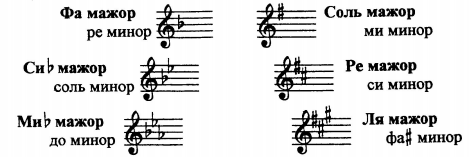 Фа мажор
ре минор
Соль мажор
ми минор
Си♭ мажор
соль минор
Ре мажор
си минор
Ми♭ мажор
до минор
Ля мажор
фа♯ минор